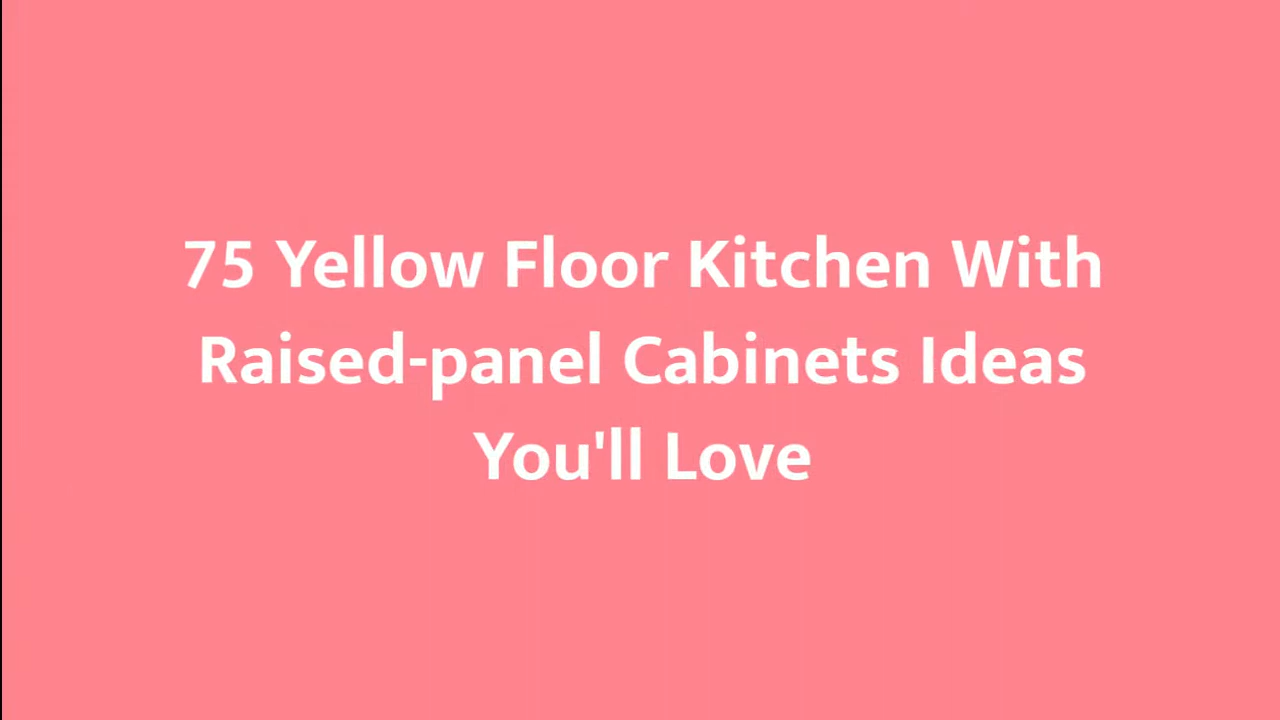 75 Yellow Floor Kitchen With
Raised-panel Cabinets Ideas
You'll Love